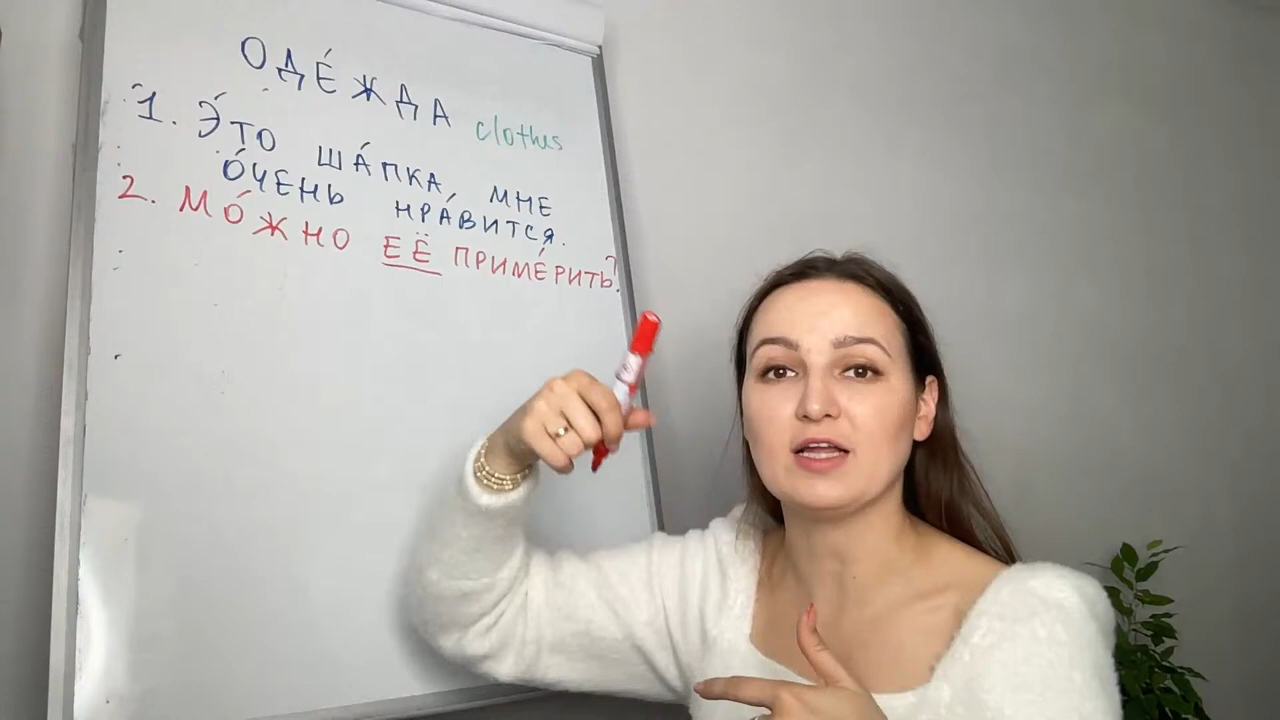 ОДЕ́ЖДА clothes
1. Э́ТО ША́ПКА, МНЕ
О́ЧЕНЬ НРА́ВИТСЯ.
2. МО́ЖНО ЕЁ ПРИМЕ́РИТЬ?